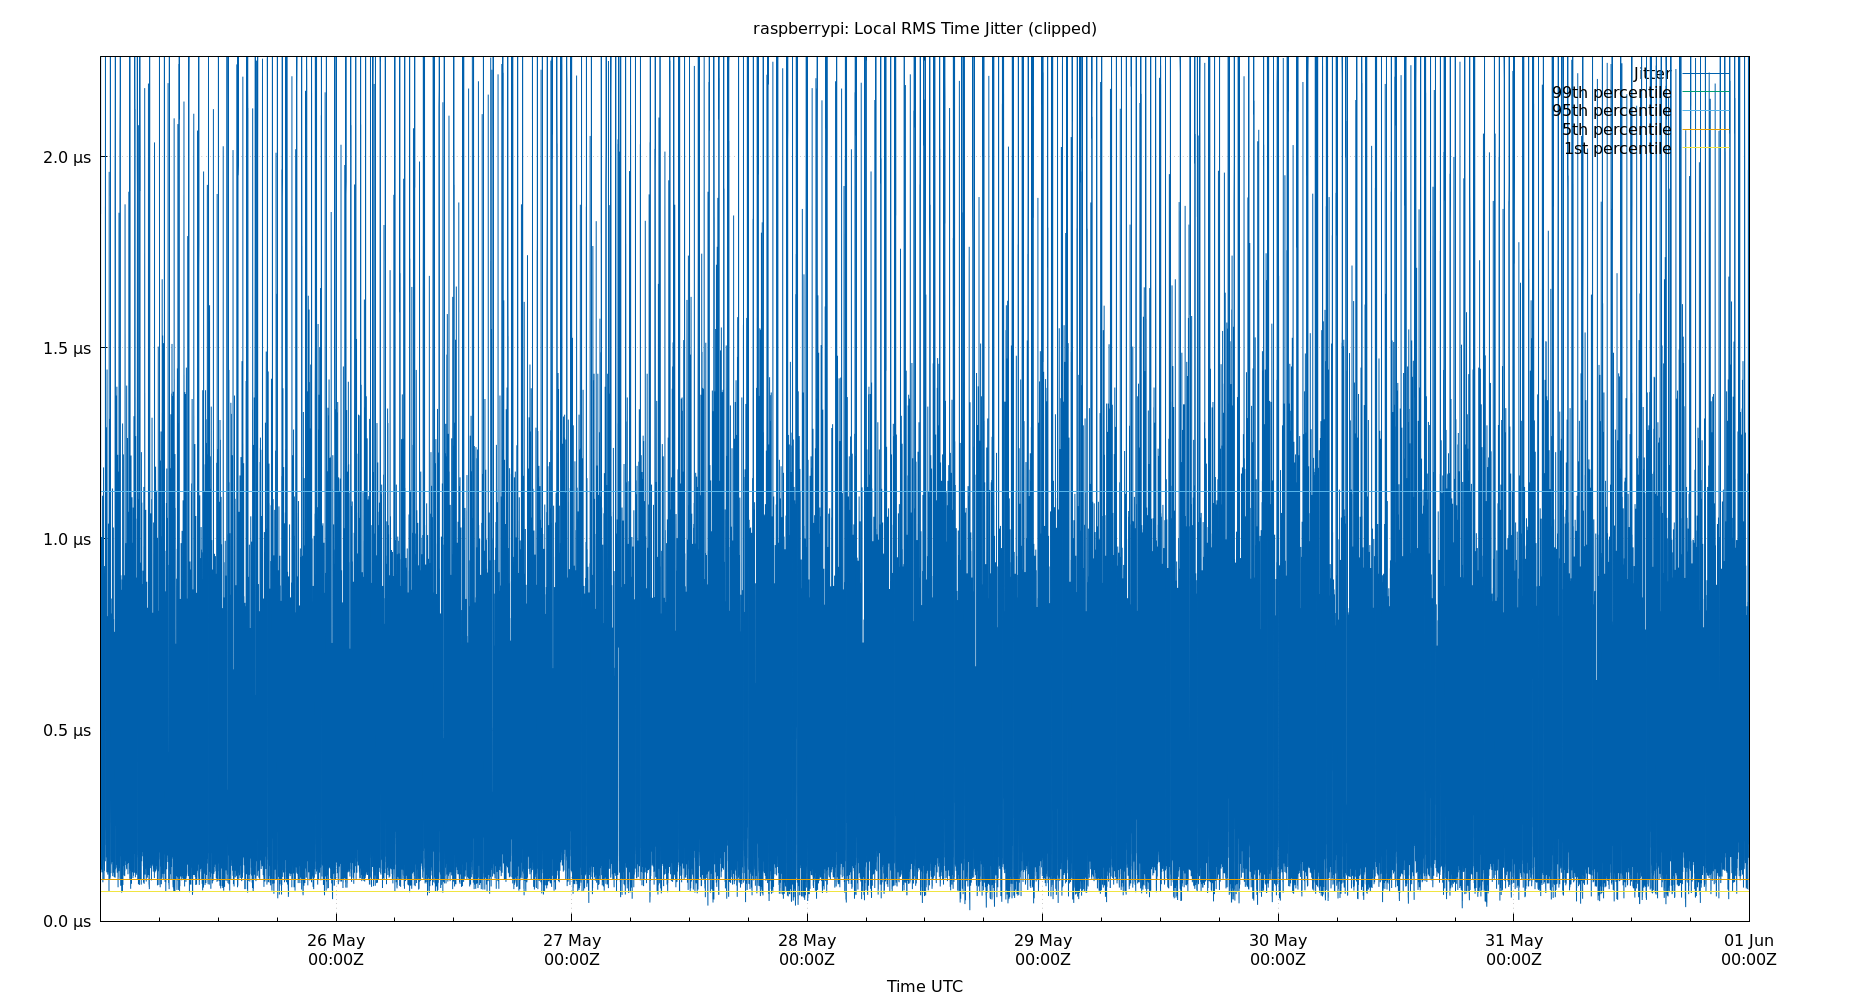 raspberrypi: Local RMS Time Jitter (clipped)
Jitter
99th percentile
95th percentile
5th percentile
1st percentile
2.0 µs
1.5 µs
1.0 µs
0.5 µs
0.0 µs
26 May 27 May 28 May 29 May 30 May 31 May 01 Jun
00:00Z 00:00Z 00:00Z 00:00Z 00:00Z 00:00Z 00:00Z
Time UTC